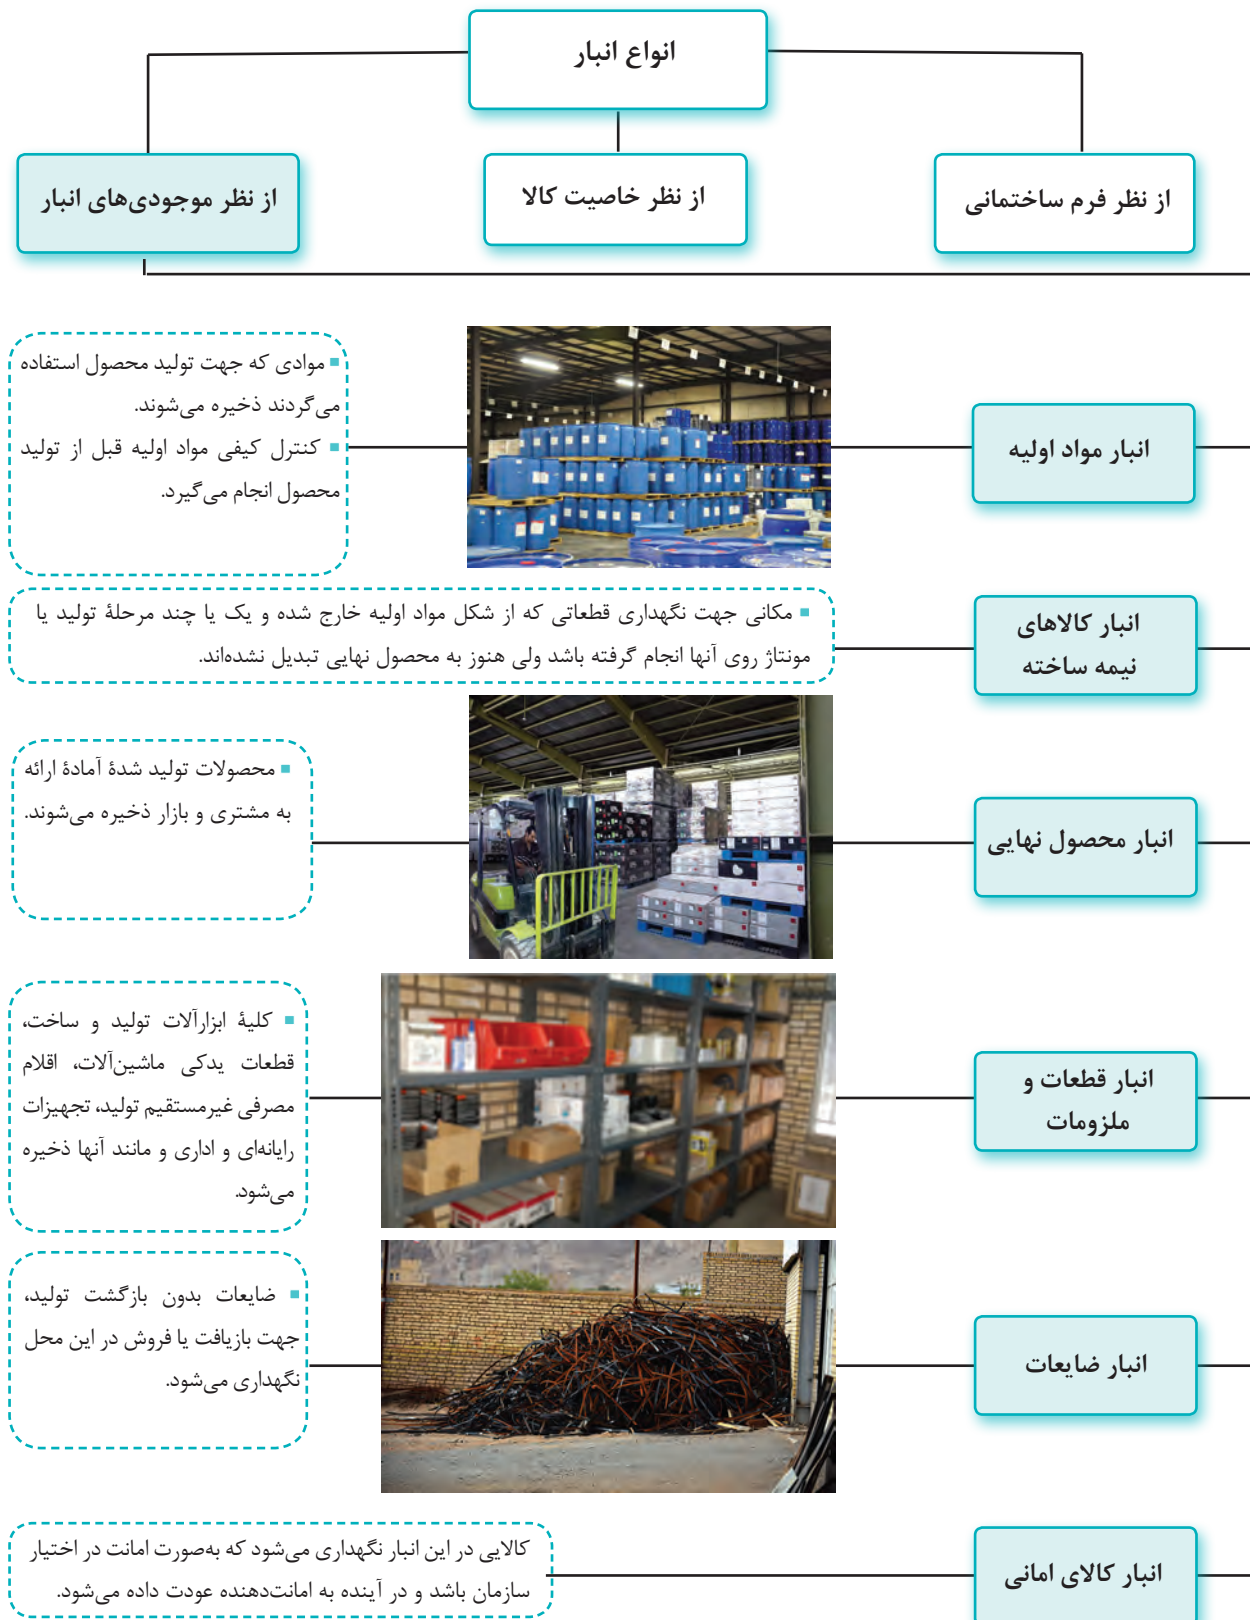 انواع انبار
از نظر فرم ساختمانی
از نظر خاصیت کالا
از نظر موجودی‌های انبار
انبار مواد اولیه
■ موادی که جهت تولید محصول استفاده
می‌گردند ذخیره می‌شوند.
■ کنترل کیفی مواد اولیه قبل از تولید
محصول انجام می‌گیرد.
انبار کالاهای
نیمه ساخته
■ مکانی جهت نگهداری قطعاتی که از شکل مواد اولیه خارج شده و یک یا چند مرحلهٔ تولید یا
مونتاژ روی آنها انجام گرفته باشد ولی هنوز به محصول نهایی تبدیل نشده‌اند.
انبار محصول نهایی
■ محصولات تولید شدهٔ آمادهٔ ارائه
به مشتری و بازار ذخیره می‌شوند.
انبار قطعات و
ملزومات
■ کلیهٔ ابزارآلات تولید و ساخت،
قطعات یدکی ماشین‌آلات، اقلام
مصرفی غیرمستقیم تولید، تجهیزات
رایانه‌ای و اداری و مانند آنها ذخیره
می‌شود.
انبار ضایعات
■ ضایعات بدون بازگشت تولید،
جهت بازیافت یا فروش در این محل
نگهداری می‌شود.
انبار کالای امانی
کالایی در این انبار نگهداری می‌شود که به‌صورت امانت در اختیار
سازمان باشد و در آینده به امانت‌دهنده عودت داده می‌شود.